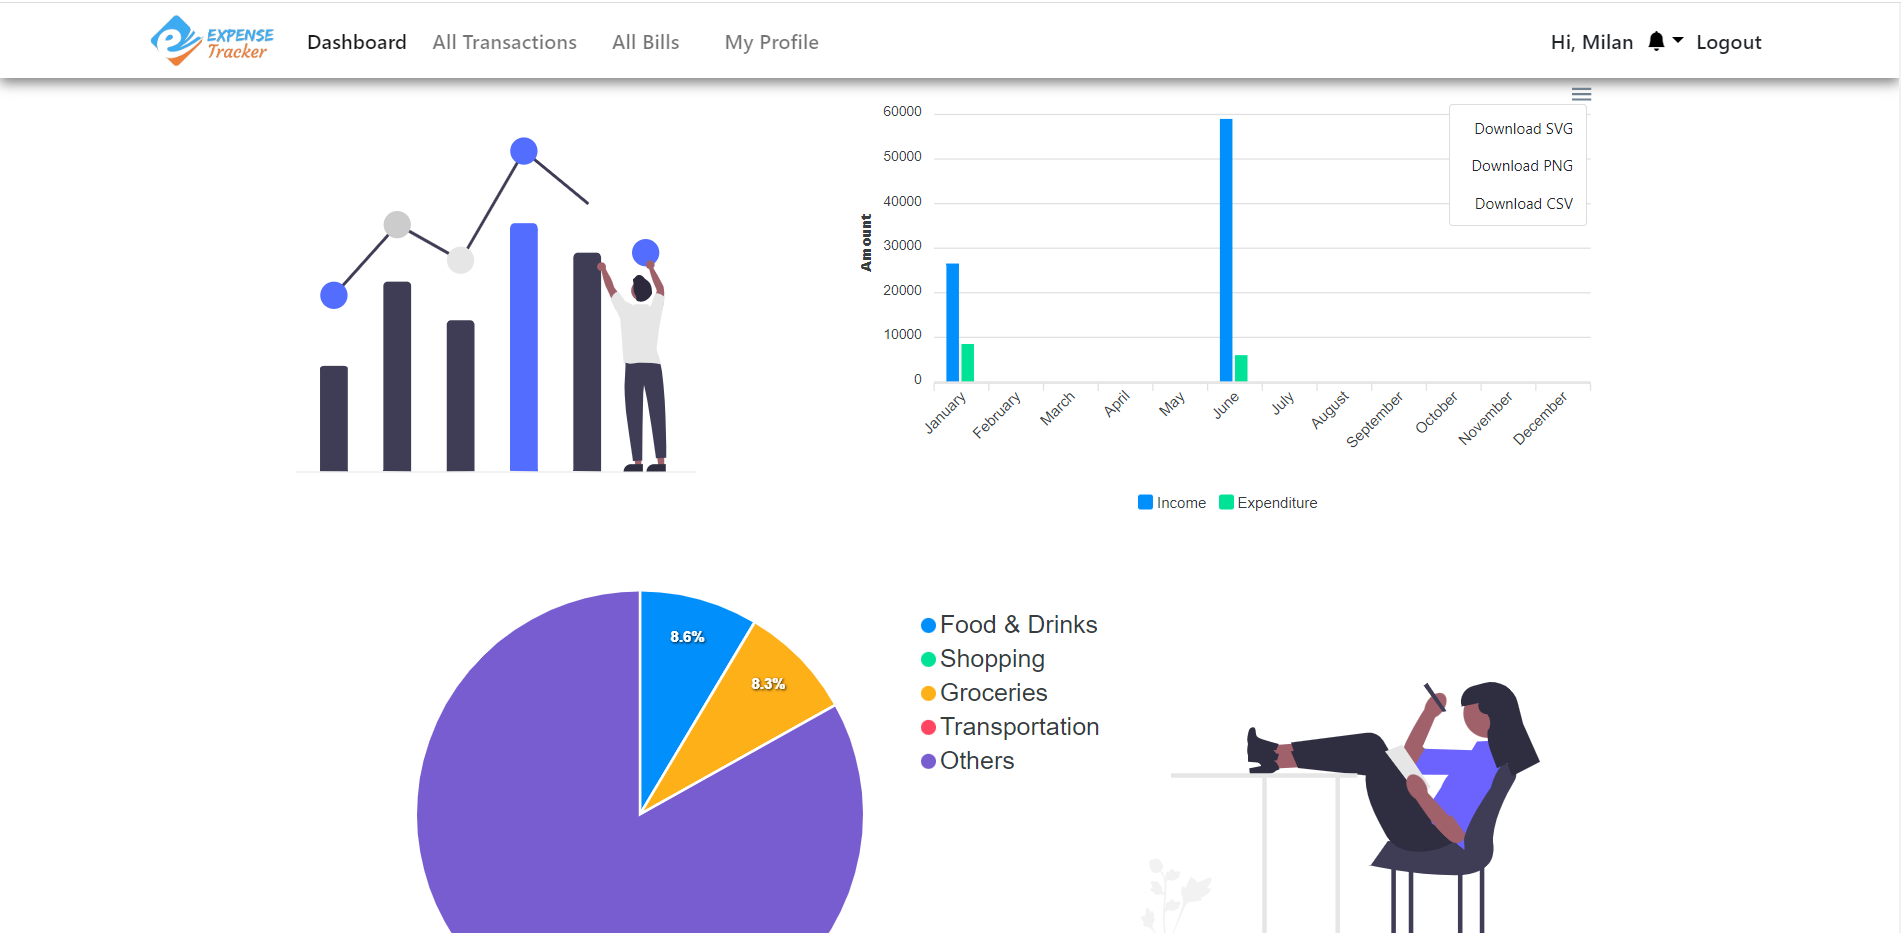 EXPENSE
Tracker
Dashboard All Transactions All Bills My Profile Hi, Milan Logout
Download SVG
Download PNG
Download CSV
Amount
60000
50000
40000
30000
20000
10000
0
January February March April May June July August September October November December
Income Expenditure
8.6%
8.3%
Food & Drinks
Shopping
Groceries
Transportation
Others